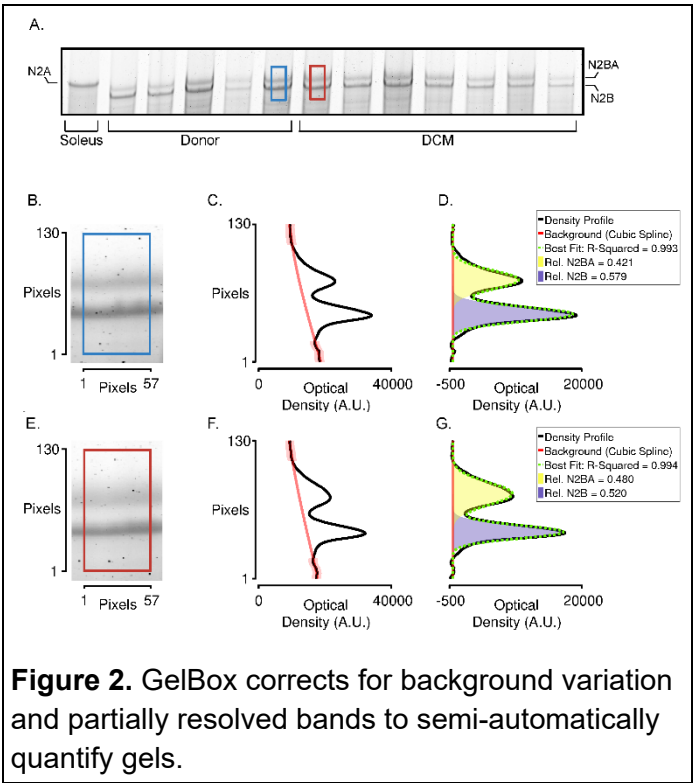 A.
N2A
N2BA
N2B
Soleus
Donor
DCM
B.
130
Pixels
1
1 Pixels 57
C.
130
Pixels
1
0 Optical 40000
Density (A.U.)
D.
Density Profile
Background (Cubic Spline)
Best Fit: R-Squared = 0.993
Rel. N2BA = 0.421
Rel. N2B = 0.579
-500 Optical 20000
Density (A.U.)
E.
130
Pixels
1
1 Pixels 57
F.
130
Pixels
1
0 Optical 40000
Density (A.U.)
G.
Density Profile
Background (Cubic Spline)
Best Fit: R-Squared = 0.994
Rel. N2BA = 0.480
Rel. N2B = 0.520
-500 Optical 20000
Density (A.U.)
Figure 2. GelBox corrects for background variation
and partially resolved bands to semi-automatically
quantify gels.